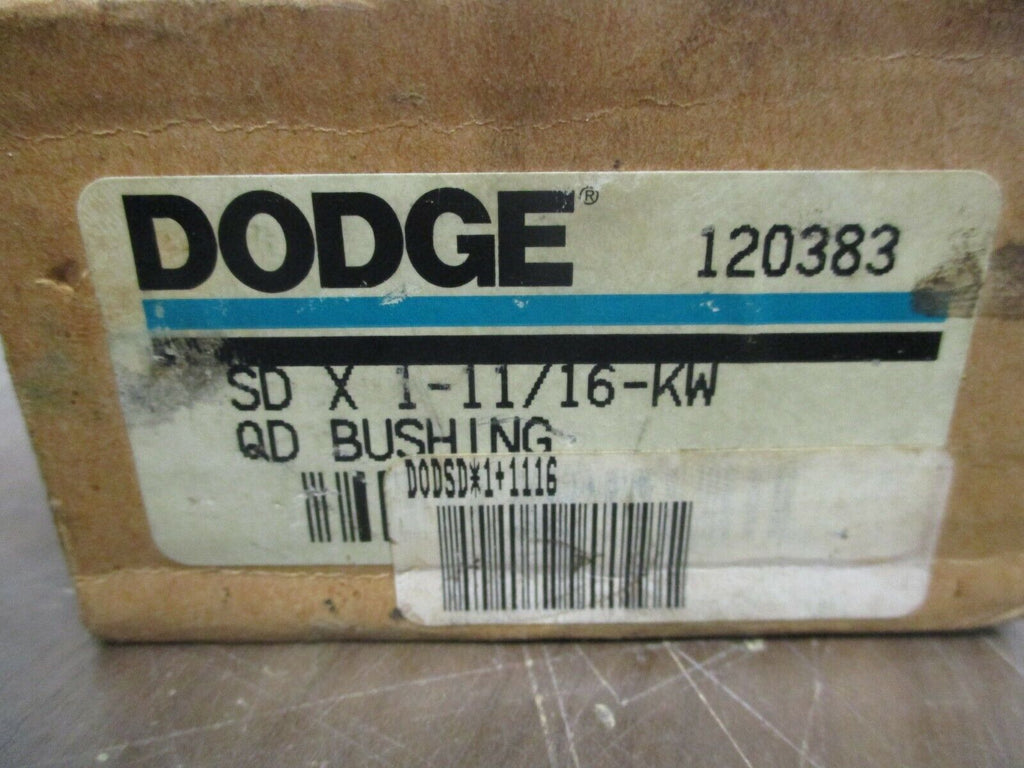 DODGE®
120383
SD X 1-11/16-KW
QD BUSHING
DODSD*1+1116